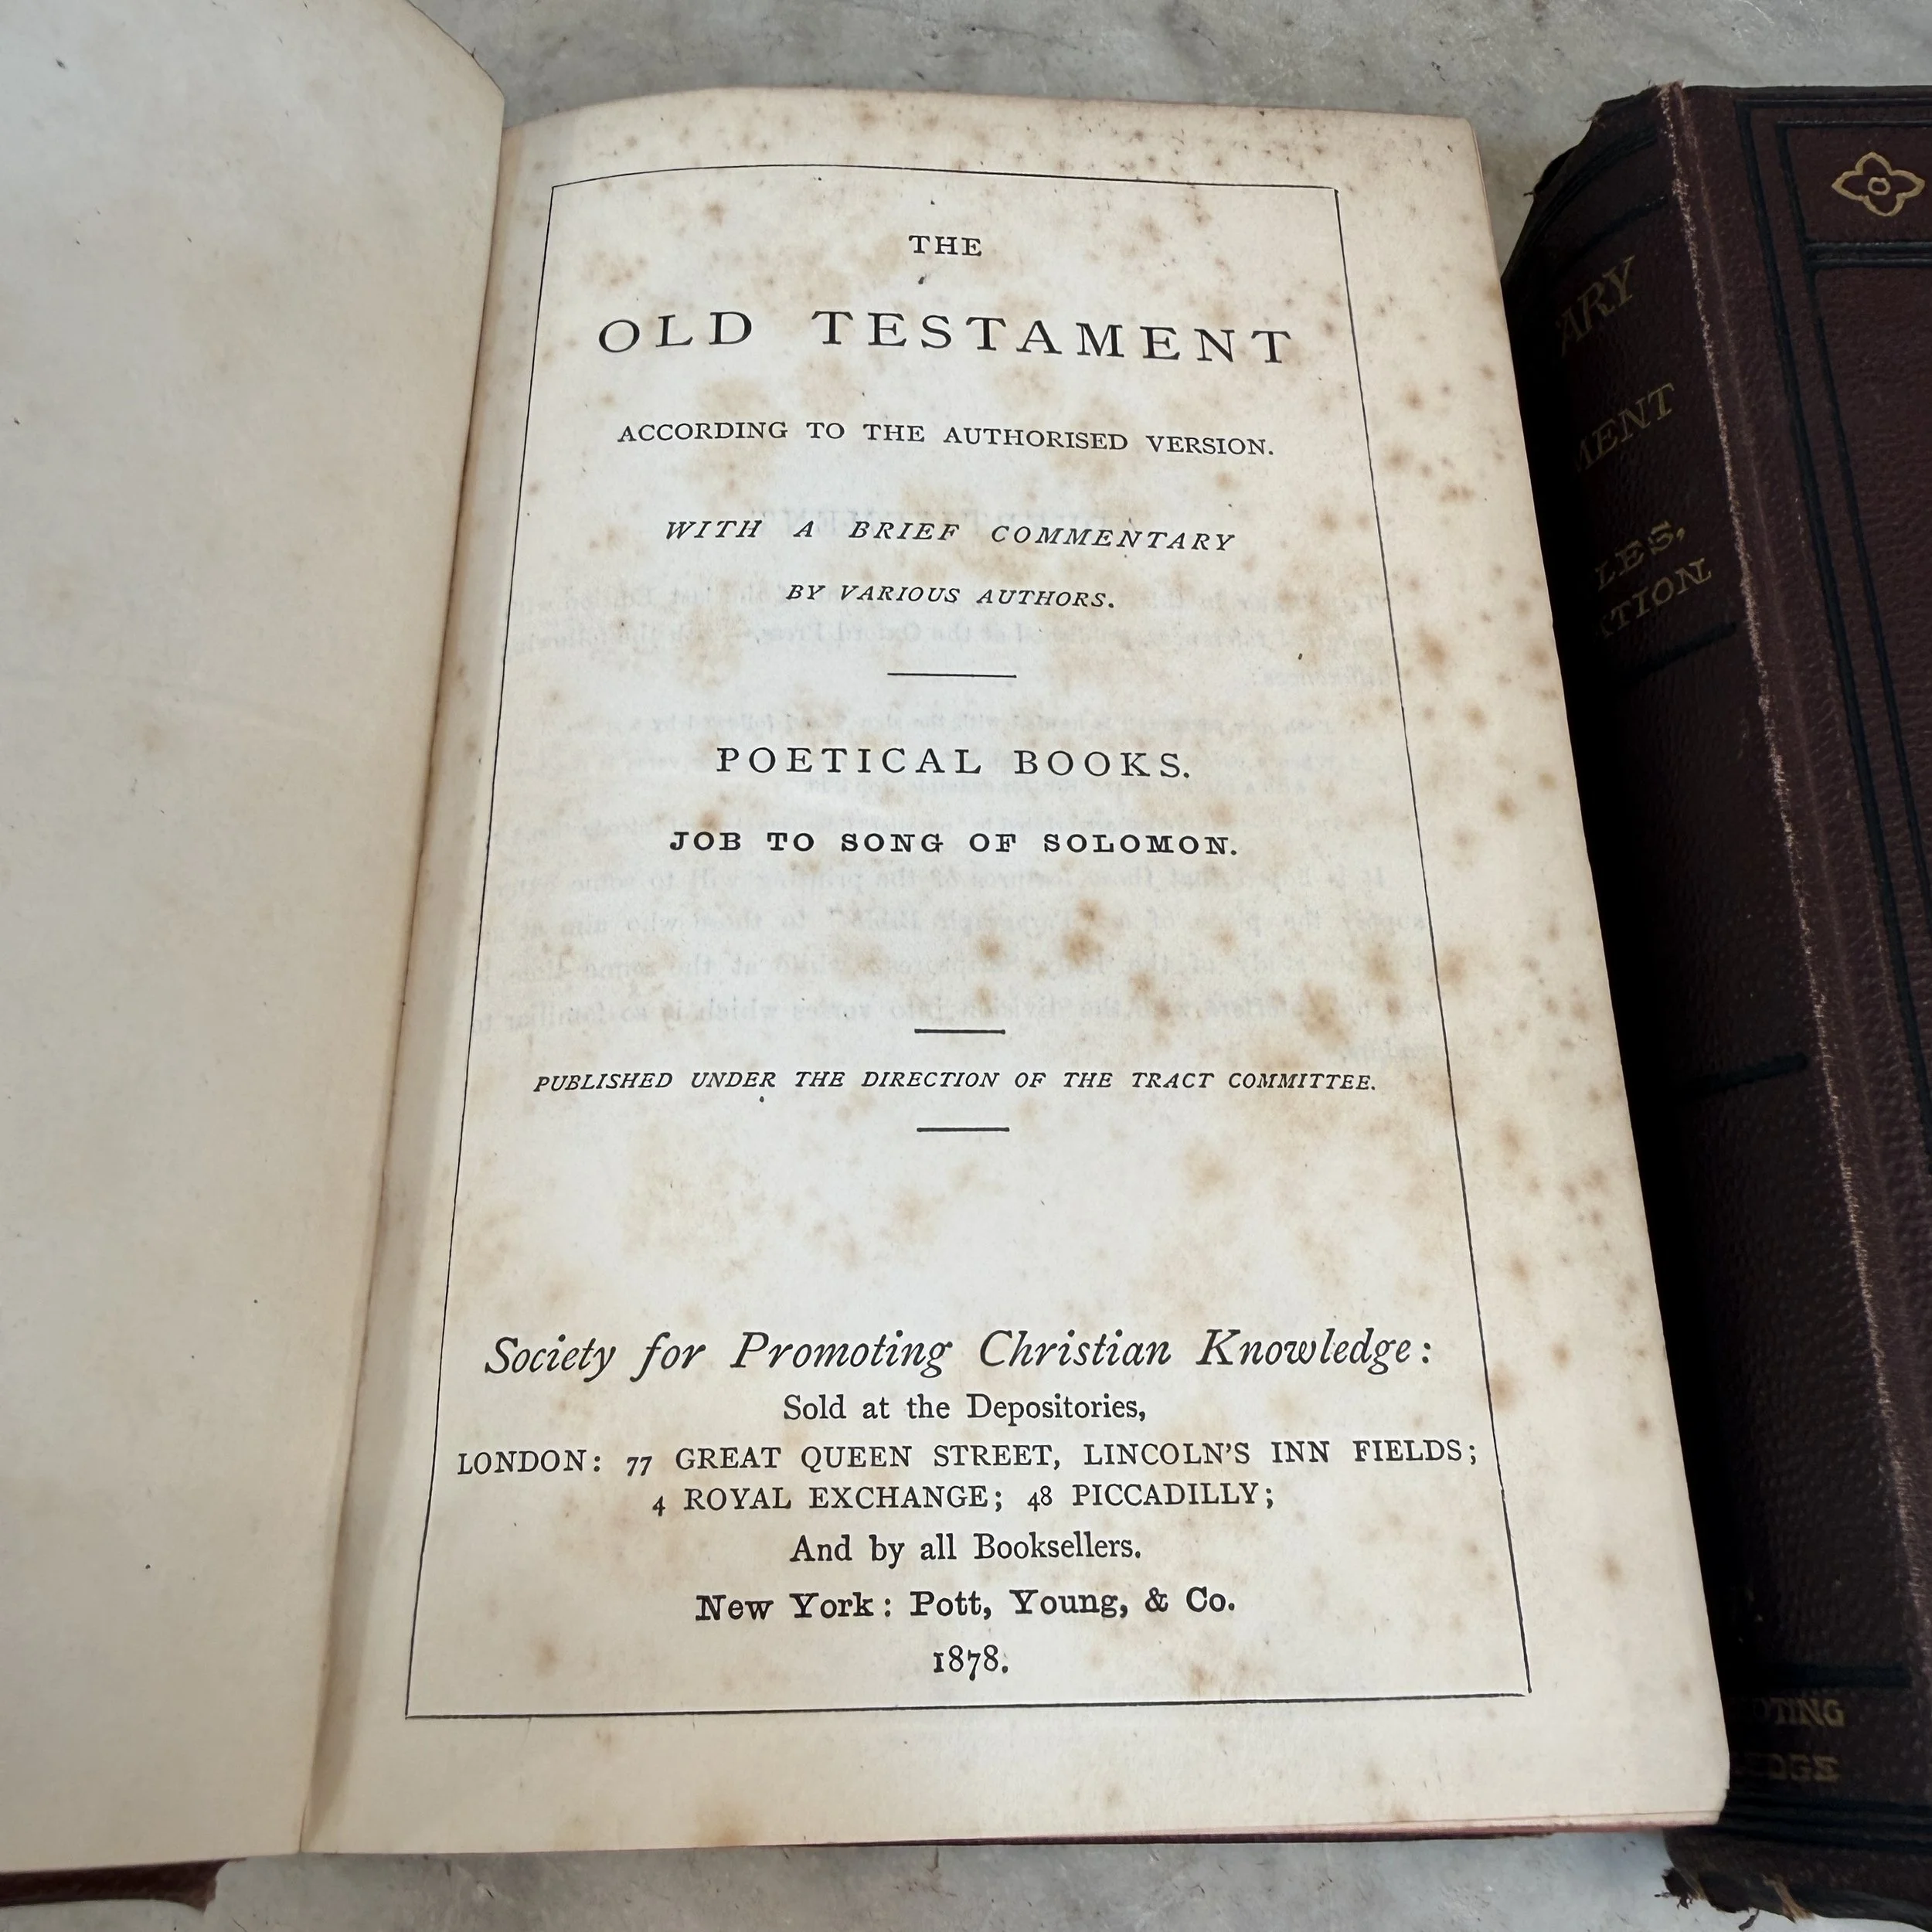 THE
OLD TESTAMENT
ACCORDING TO THE AUTHORISED VERSION.
WITH A BRIEF COMMENTARY
BY VARIOUS AUTHORS.
POETICAL BOOKS.
JOB TO SONG OF SOLOMON.
PUBLISHED UNDER THE DIRECTION OF THE TRACT COMMITTEE.
Society for Promoting Christian Knowledge:
Sold at the Depositories,
LONDON: 77 GREAT QUEEN STREET, LINCOLN'S INN FIELDS;
4 ROYAL EXCHANGE; 48 PICCADILLY;
And by all Booksellers.
New York: Pott, Young, & Co.
1878.
ARY
MENT
LES,
TION
OTING
EDGE